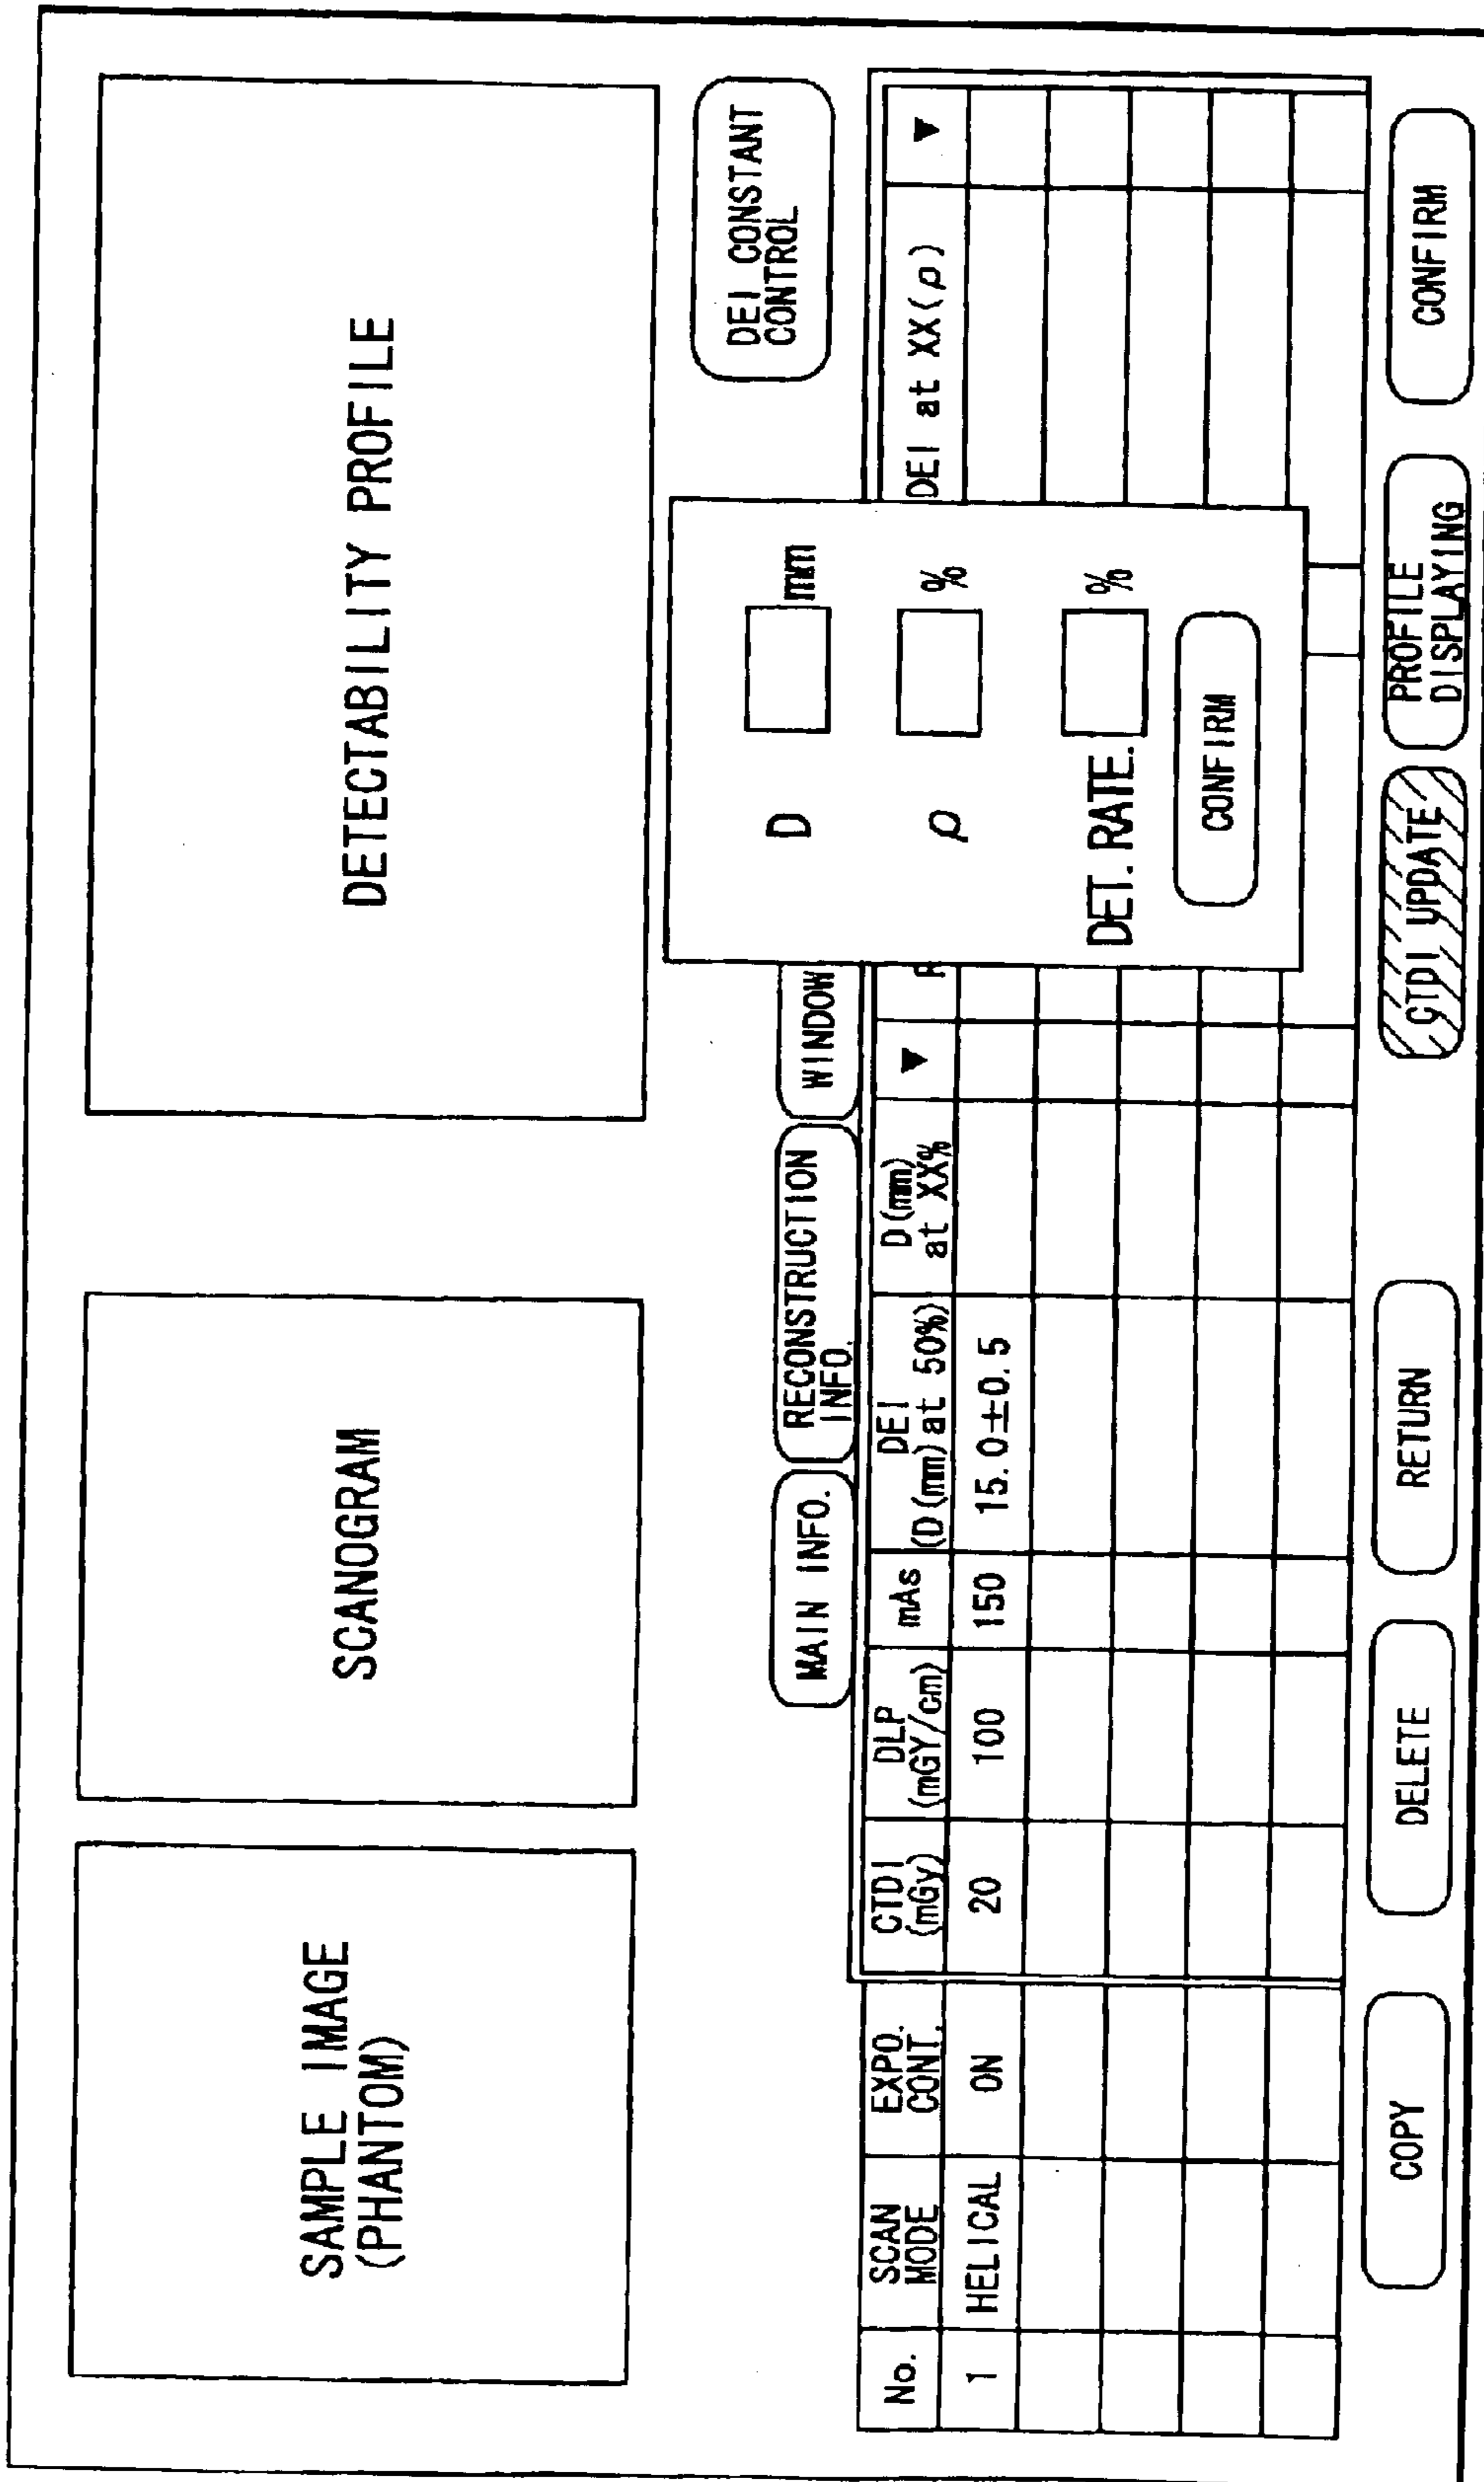 SAMPLE IMAGE
(PHANTOM)
SCANOGRAM
DETECTABILITY PROFILE
DEI CONSTANT
CONTROL
MAIN INFO.
RECONSTRUCTION
INFO.
WINDOW
No.
SCAN
MODE
EXPO.
CONT.
CTDI
(mGy)
DLP
(mGY/cm)
mAs
DEI
(D(mm)at 50%)
D(mm)
at XX%
▼
R
DEI at XX(ρ)
▼
1 HELICAL ON 20 100 150 15.0±0.5
D mm
ρ %
DET.RATE. %
CONFIRM
COPY
DELETE
RETURN
CTDI UPDATE
PROFILE
DISPLAYING
CONFIRM